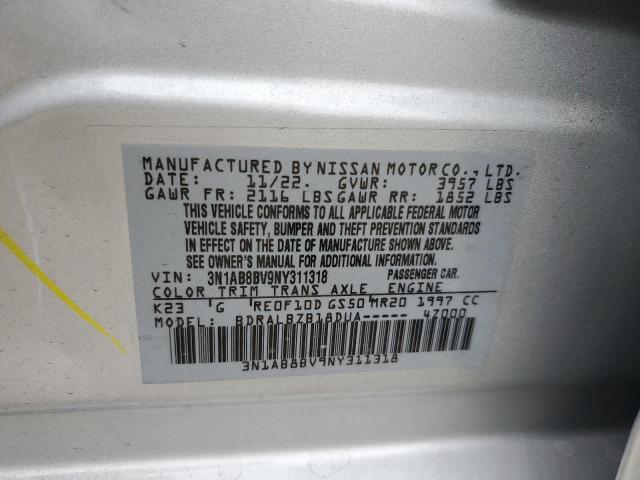 MANUFACTURED BY NISSAN MOTOR CO., LTD.
DATE: 11/22. GVWR: 3957 LBS
GAWR FR: 2116 LBS GAWR RR: 1852 LBS
THIS VEHICLE CONFORMS TO ALL APPLICABLE FEDERAL MOTOR
VEHICLE SAFETY, BUMPER, AND THEFT PREVENTION STANDARDS
IN EFFECT ON THE DATE OF MANUFACTURE SHOWN ABOVE.
SEE OWNER'S MANUAL FOR ADDITIONAL INFORMATION
VIN: 3N1AB8BV9NY311318 PASSENGER CAR.
COLOR TRIM TRANS AXLE ENGINE
K23 'G RE0F10D GS50 MR20 1997 CC
MODEL: BDRALBZB18DUA----- 4Z000
3N1AB8BV9NY311318